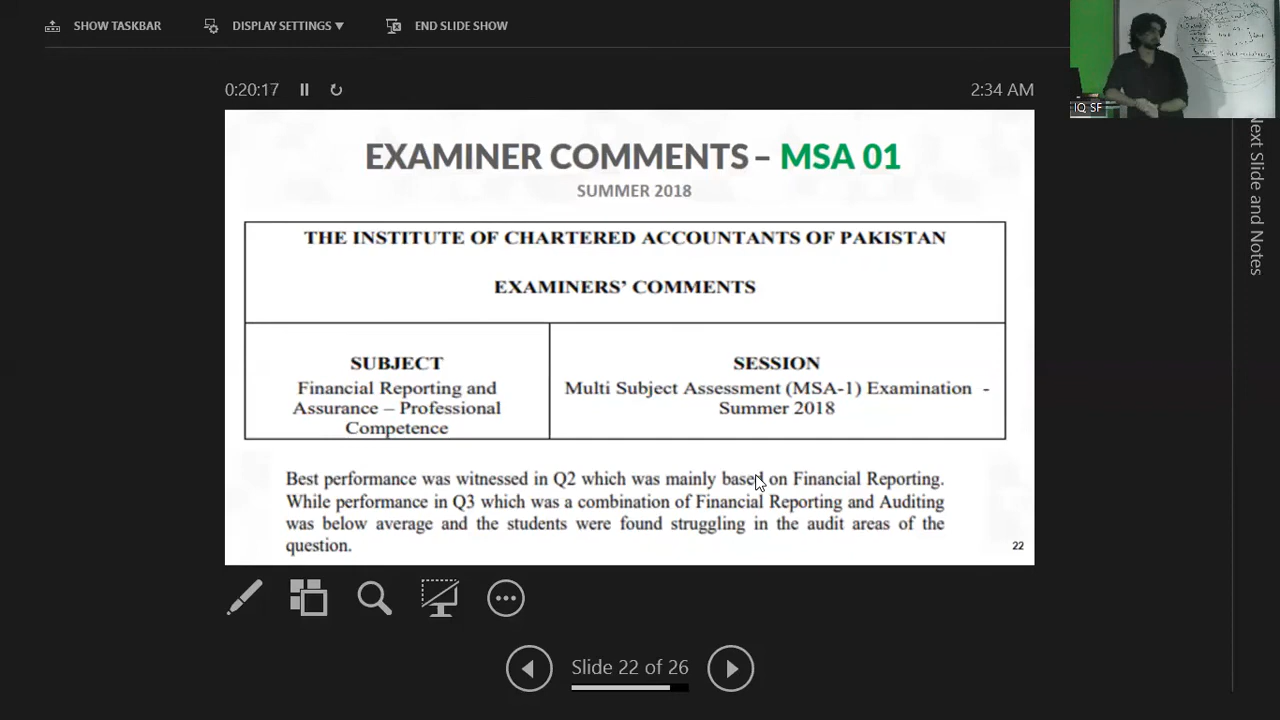 SHOW TASKBAR
DISPLAY SETTINGS ▼
END SLIDE SHOW
0:20:17
2:34 AM
IQ SF
Next Slide and Notes
EXAMINER COMMENTS – MSA 01
SUMMER 2018
THE INSTITUTE OF CHARTERED ACCOUNTANTS OF PAKISTAN
EXAMINERS’ COMMENTS
SUBJECT
Financial Reporting and
Assurance – Professional
Competence
SESSION
Multi Subject Assessment (MSA-1) Examination -
Summer 2018
Best performance was witnessed in Q2 which was mainly based on Financial Reporting.
While performance in Q3 which was a combination of Financial Reporting and Auditing
was below average and the students were found struggling in the audit areas of the
question.
22
Slide 22 of 26